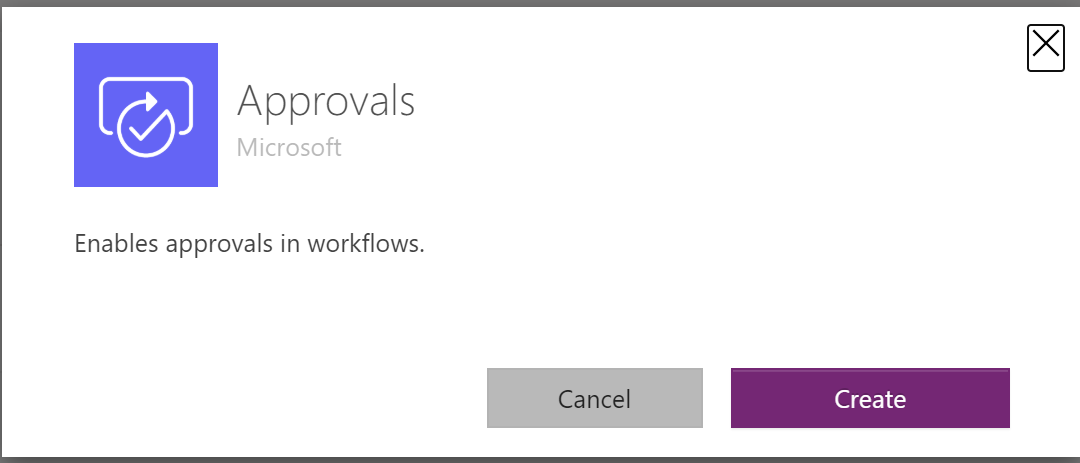 Approvals
Microsoft
Enables approvals in workflows.
Cancel
Create